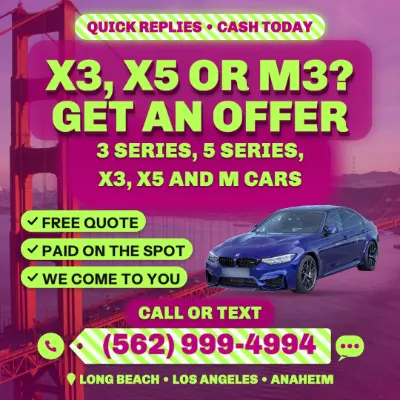 QUICK REPLIES • CASH TODAY
X3, X5 OR M3?
GET AN OFFER
3 SERIES, 5 SERIES,
X3, X5 AND M CARS
FREE QUOTE
PAID ON THE SPOT
WE COME TO YOU
CALL OR TEXT
• (562) 999-4994 •
LONG BEACH • LOS ANGELES • ANAHEIM